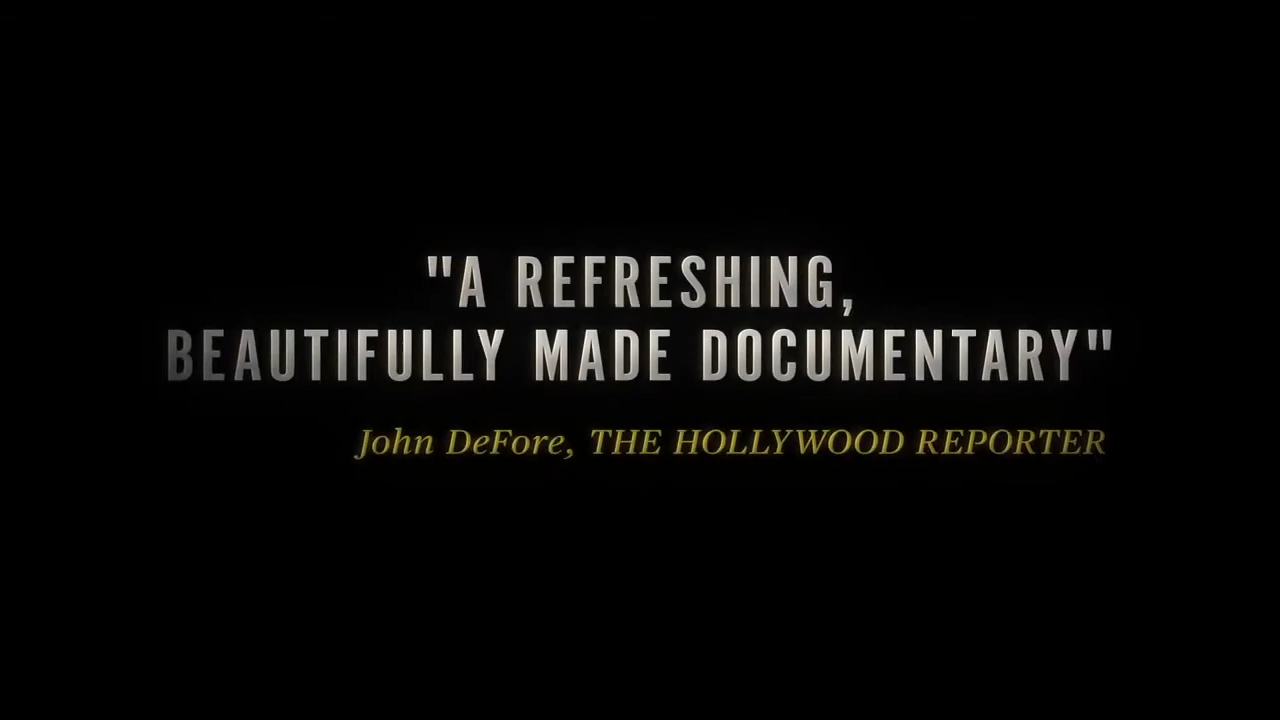 "A REFRESHING,
BEAUTIFULLY MADE DOCUMENTARY"
John DeFore, THE HOLLYWOOD REPORTER